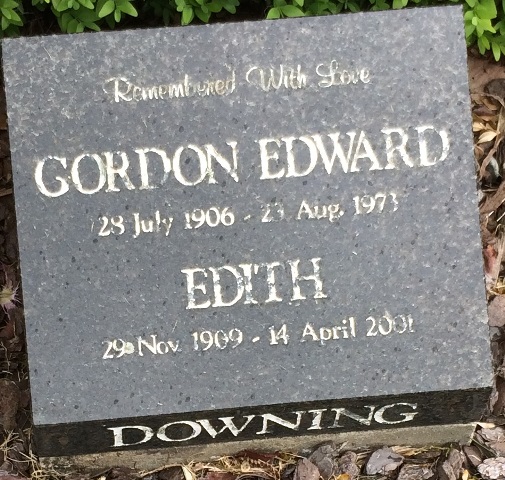 Remembered With Love
GORDON EDWARD
28 July 1906 - 23 Aug. 1973
EDITH
29 Nov. 1909 - 14 April 2001
DOWNING